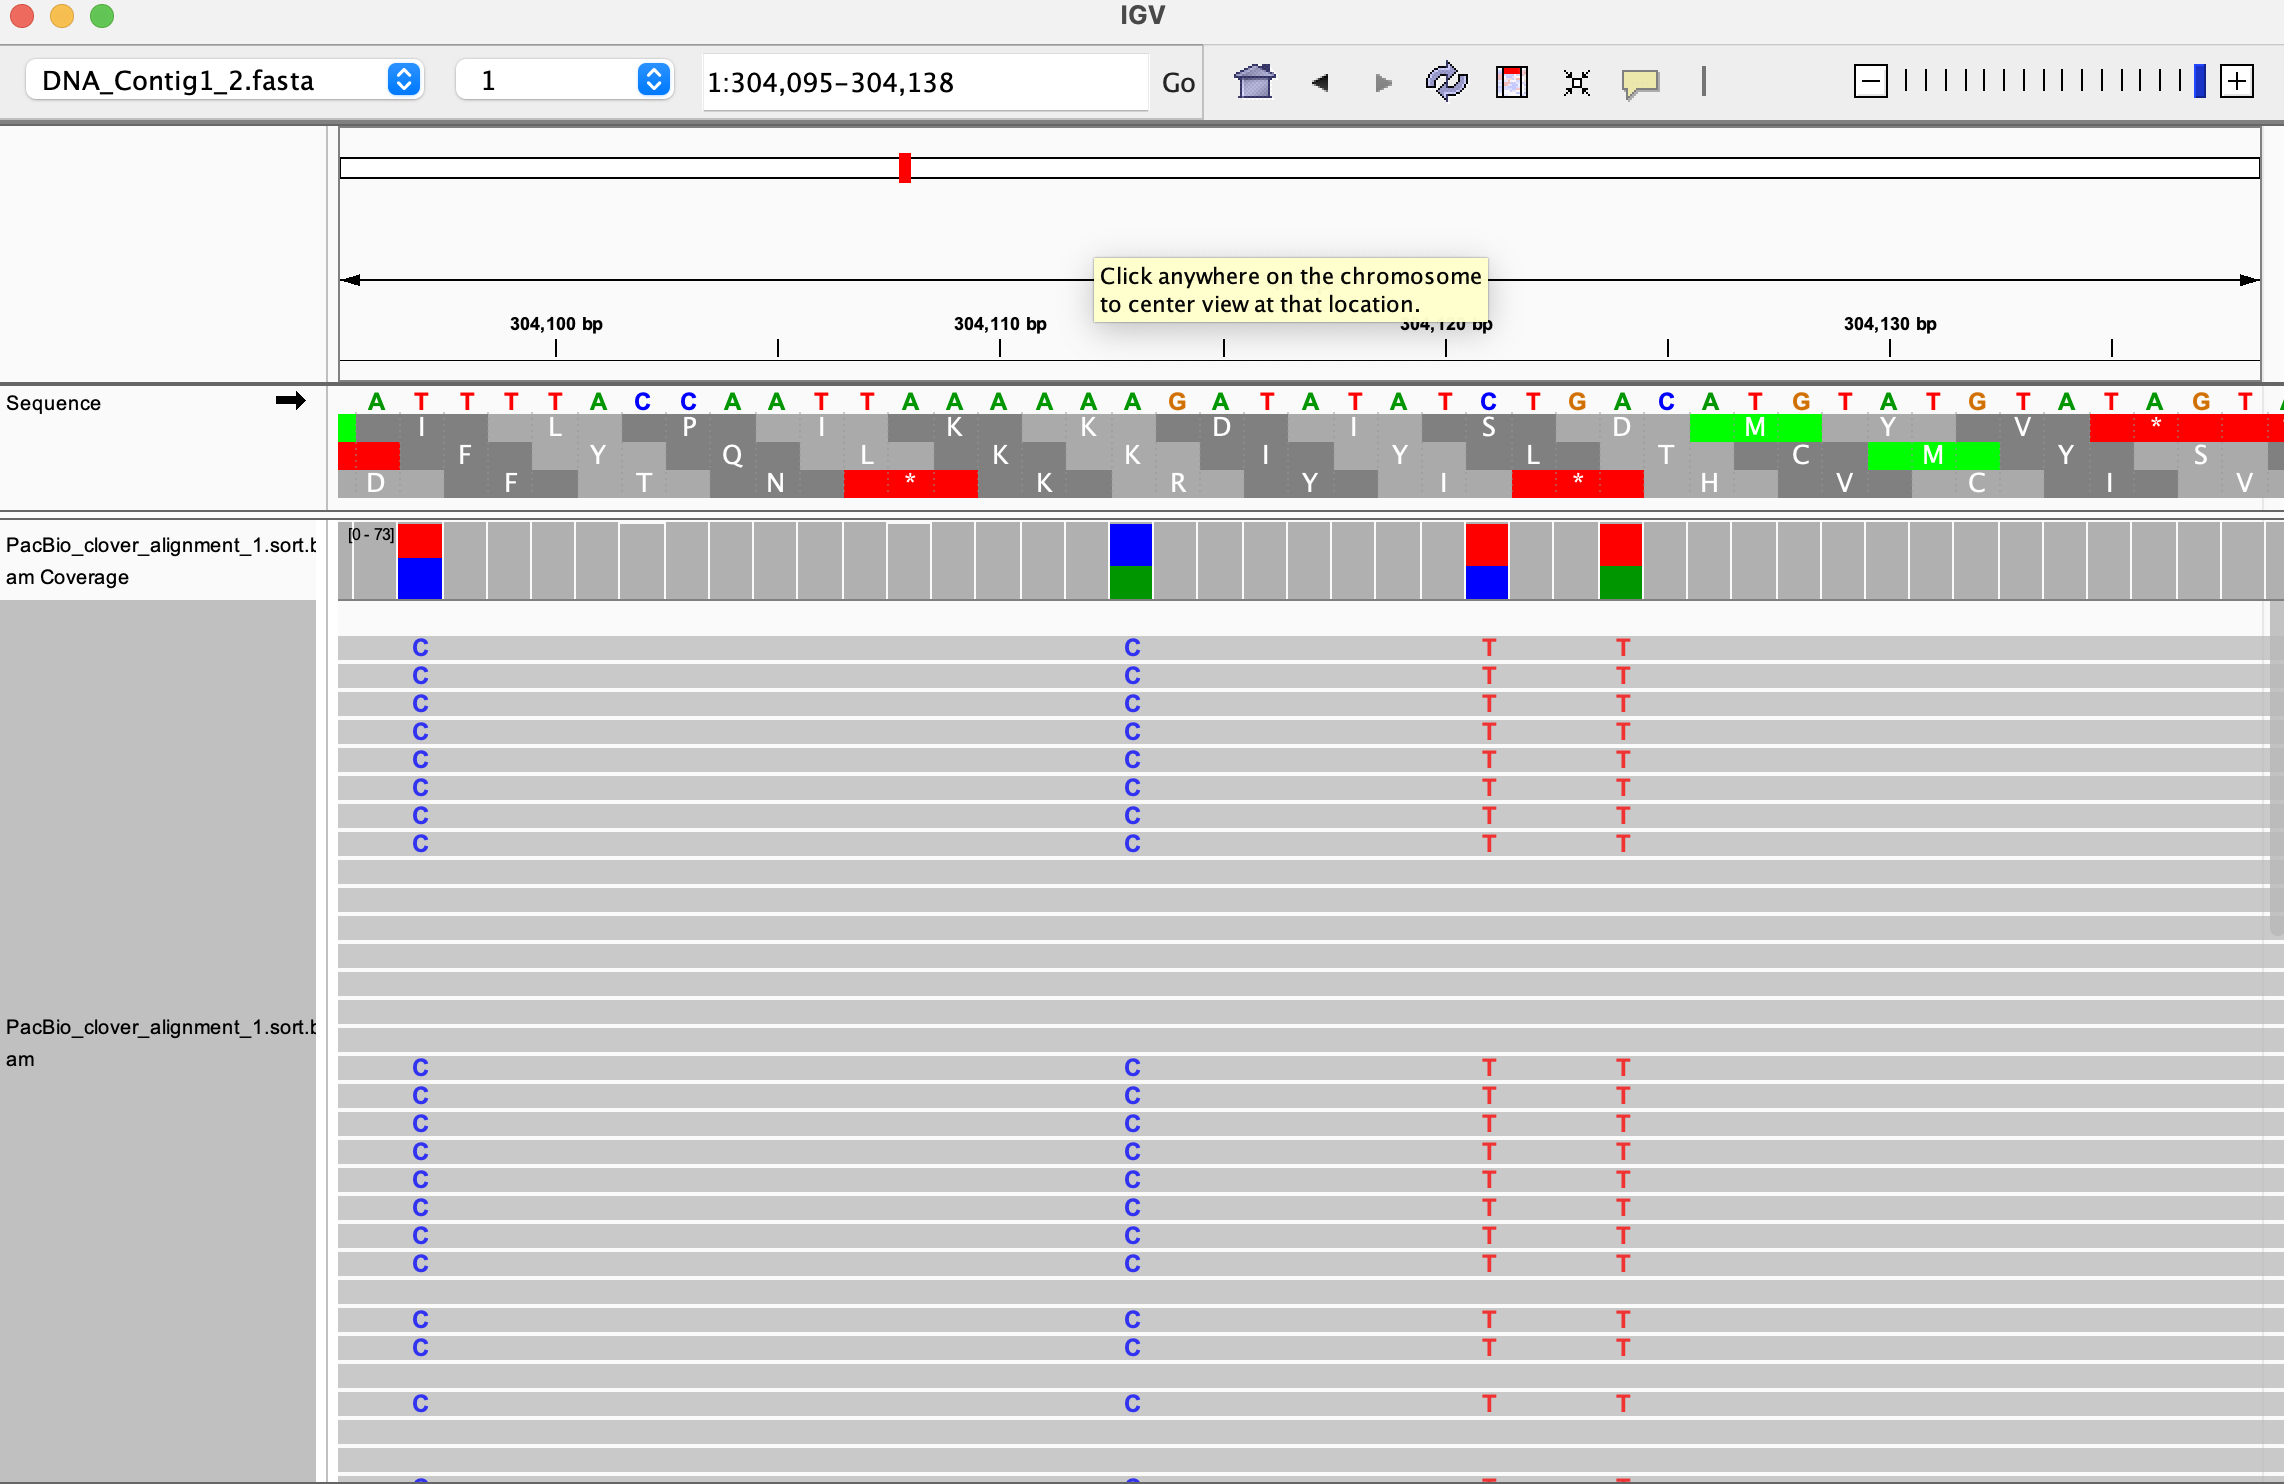 IGV
DNA_Contig1_2.fasta 1 1:304,095-304,138 Go
Click anywhere on the chromosome
to center view at that location.
304,100 bp 304,110 bp 304,120 bp 304,130 bp
Sequence A T T T T A C C A A T T A A A A A A G A T A T A T C T G A C A T G T A T G T A T A G T
I L P I K K D I S D M Y V *
F Y Q L K K I Y L T C M Y S
D F T N * K R Y I * H V C I V
[0 - 73]
PacBio_clover_alignment_1.sort.b
am Coverage
C C T T
C C T T
C C T T
C C T T
C C T T
C C T T
C C T T
C C T T
PacBio_clover_alignment_1.sort.b
am
C C T T
C C T T
C C T T
C C T T
C C T T
C C T T
C C T T
C C T T
C C T T
C C T T
C C T T